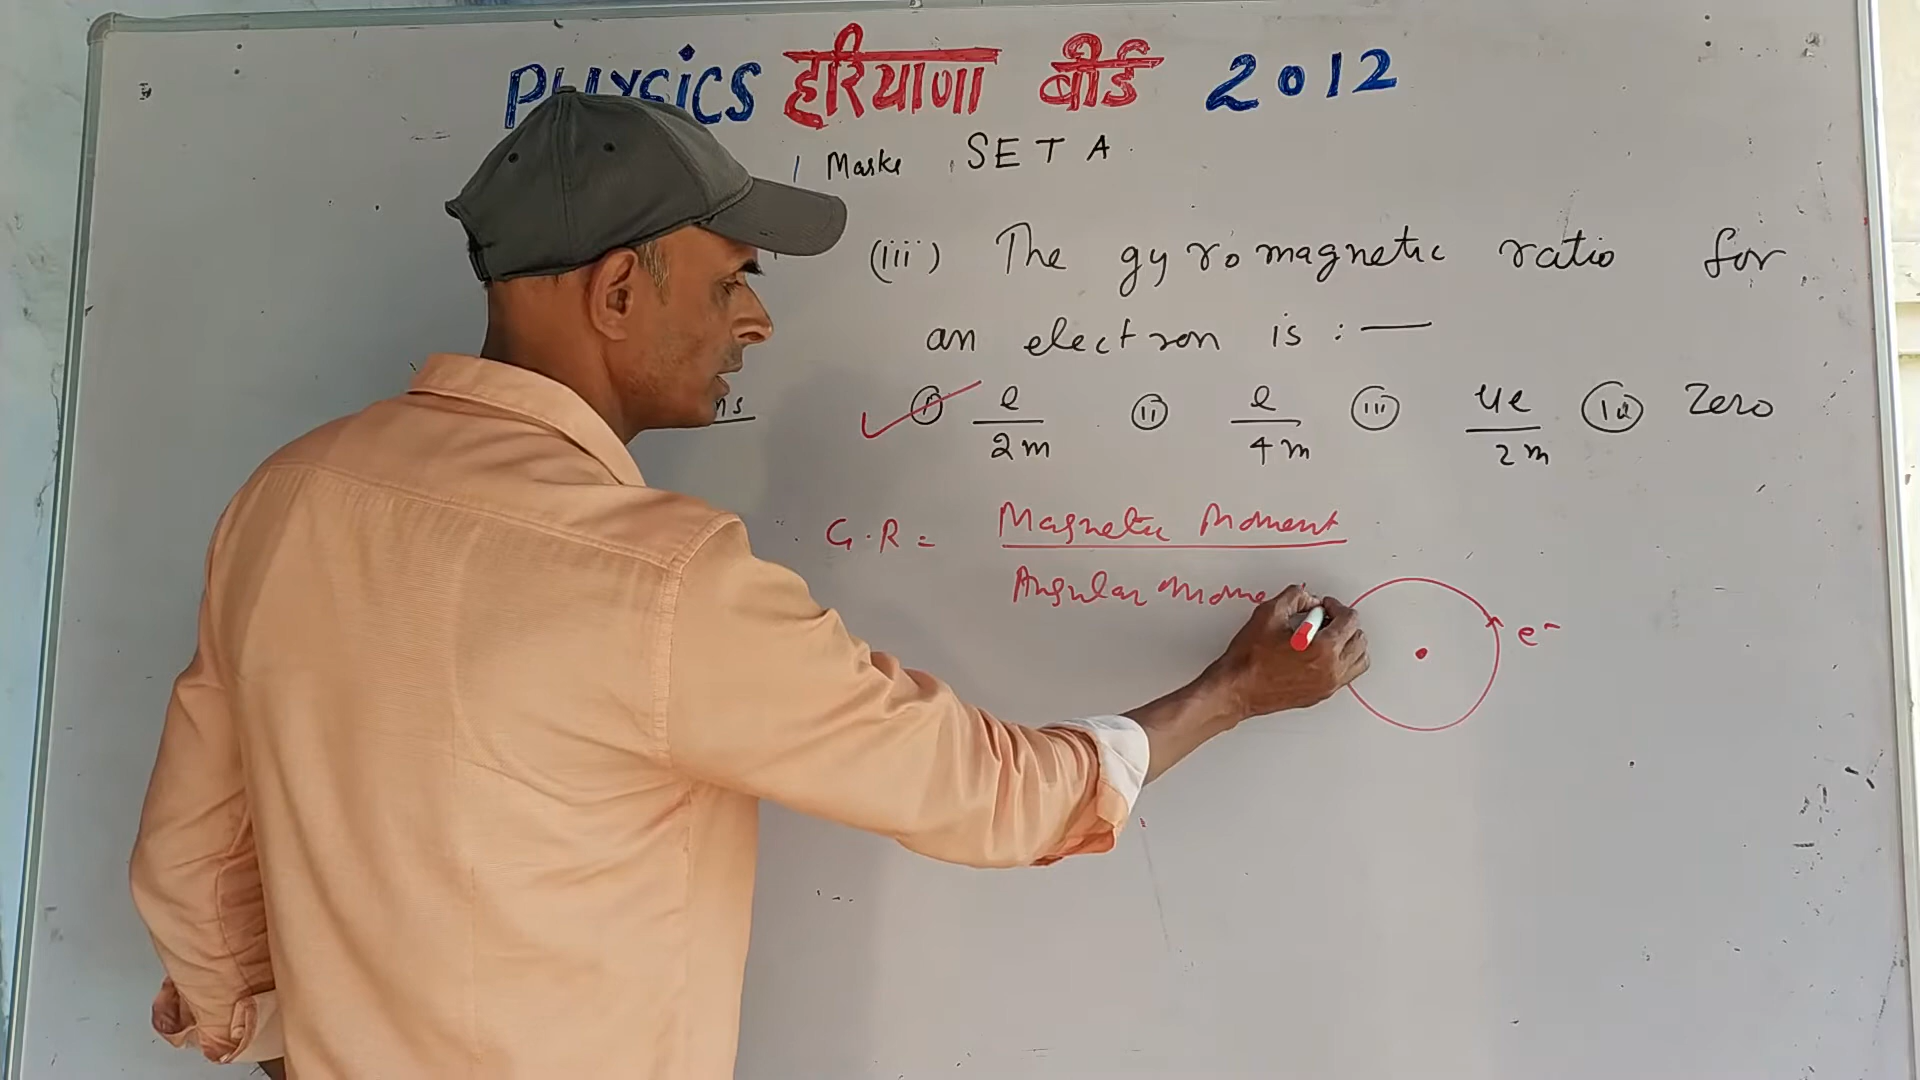 PHYSICS हरियाणा बोर्ड 2012
1 Marks SET A
(iii) The gyromagnetic ratio for
an electron is : —
(i) e/2m (ii) e/4m (iii) 4e/2m (iv) Zero
G.R = Magnetic Moment
Angular Mome
e-